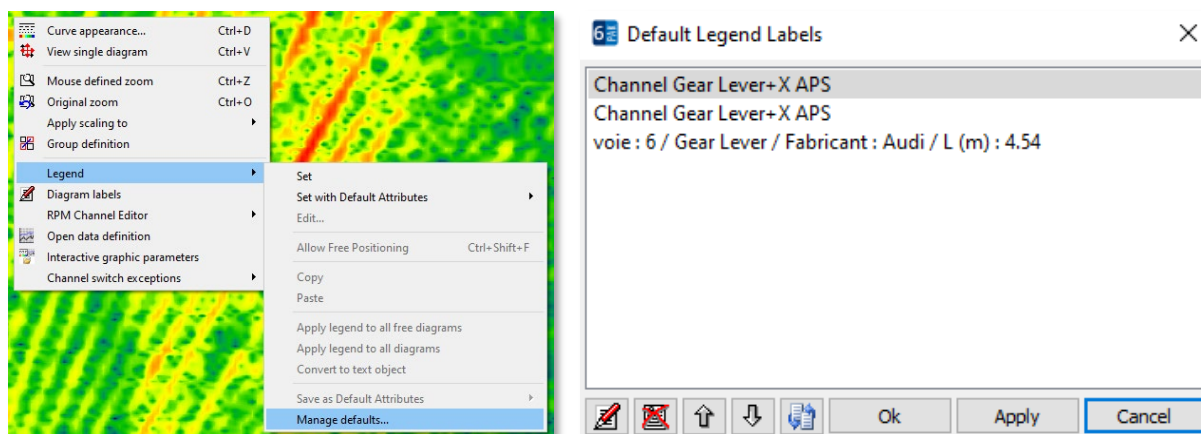 Curve appearance... Ctrl+D
View single diagram Ctrl+V
Mouse defined zoom Ctrl+Z
Original zoom Ctrl+O
Apply scaling to
Group definition
Legend
Diagram labels
RPM Channel Editor
Open data definition
Interactive graphic parameters
Channel switch exceptions
Set
Set with Default Attributes
Edit...
Allow Free Positioning Ctrl+Shift+F
Copy
Paste
Apply legend to all free diagrams
Apply legend to all diagrams
Convert to text object
Save as Default Attributes
Manage defaults...
6 PAK Default Legend Labels
Channel Gear Lever+X APS
Channel Gear Lever+X APS
voie : 6 / Gear Lever / Fabricant : Audi / L (m) : 4.54
Ok Apply Cancel